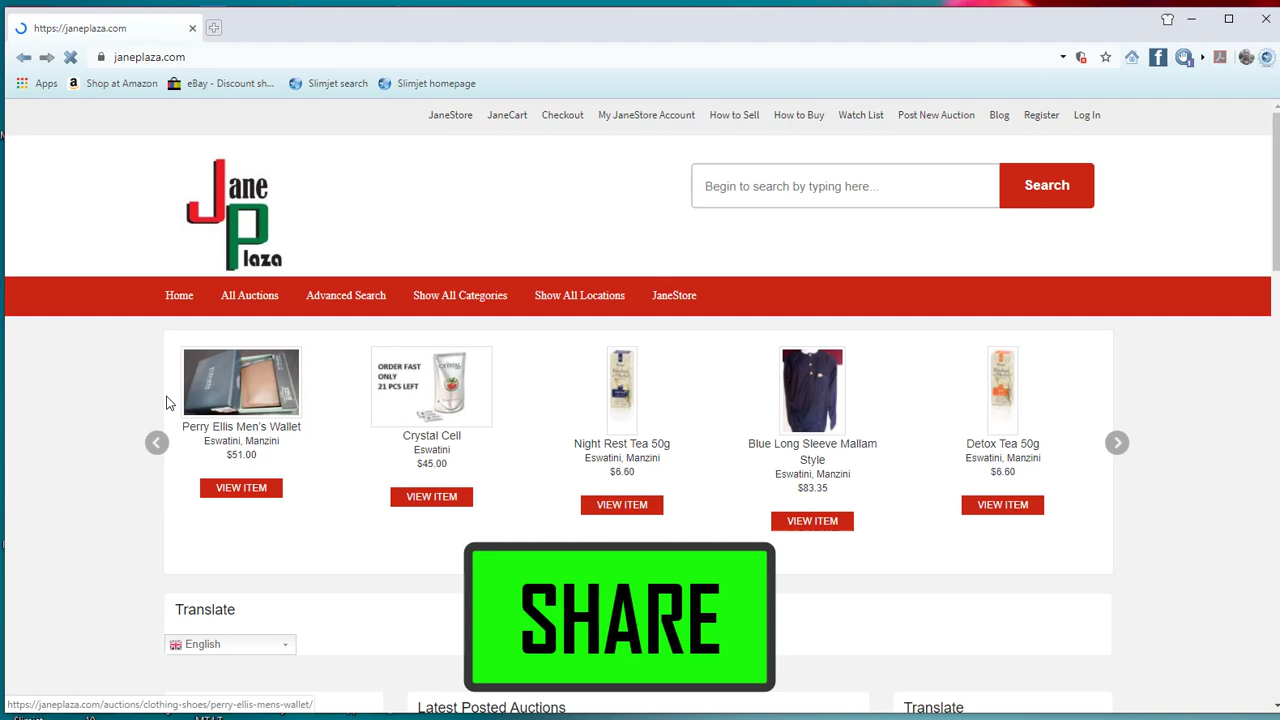 https://janeplaza.com
janeplaza.com
Apps
Shop at Amazon
eBay - Discount sh...
Slimjet search
Slimjet homepage
JaneStore
JaneCart
Checkout
My JaneStore Account
How to Sell
How to Buy
Watch List
Post New Auction
Blog
Register
Log In
Jane
Plaza
Begin to search by typing here...
Search
Home
All Auctions
Advanced Search
Show All Categories
Show All Locations
JaneStore
Perry Ellis Men's Wallet
Eswatini, Manzini
$51.00
VIEW ITEM
ORDER FAST
ONLY
21 PCS LEFT
Crystal Cell
Eswatini
$45.00
VIEW ITEM
Night Rest Tea 50g
Eswatini, Manzini
$6.60
VIEW ITEM
Blue Long Sleeve Mallam
Style
Eswatini, Manzini
$83.35
VIEW ITEM
Detox Tea 50g
Eswatini, Manzini
$6.60
VIEW ITEM
SHARE
Translate
English
Latest Posted Auctions
Translate
https://janeplaza.com/auctions/clothing-shoes/perry-ellis-mens-wallet/